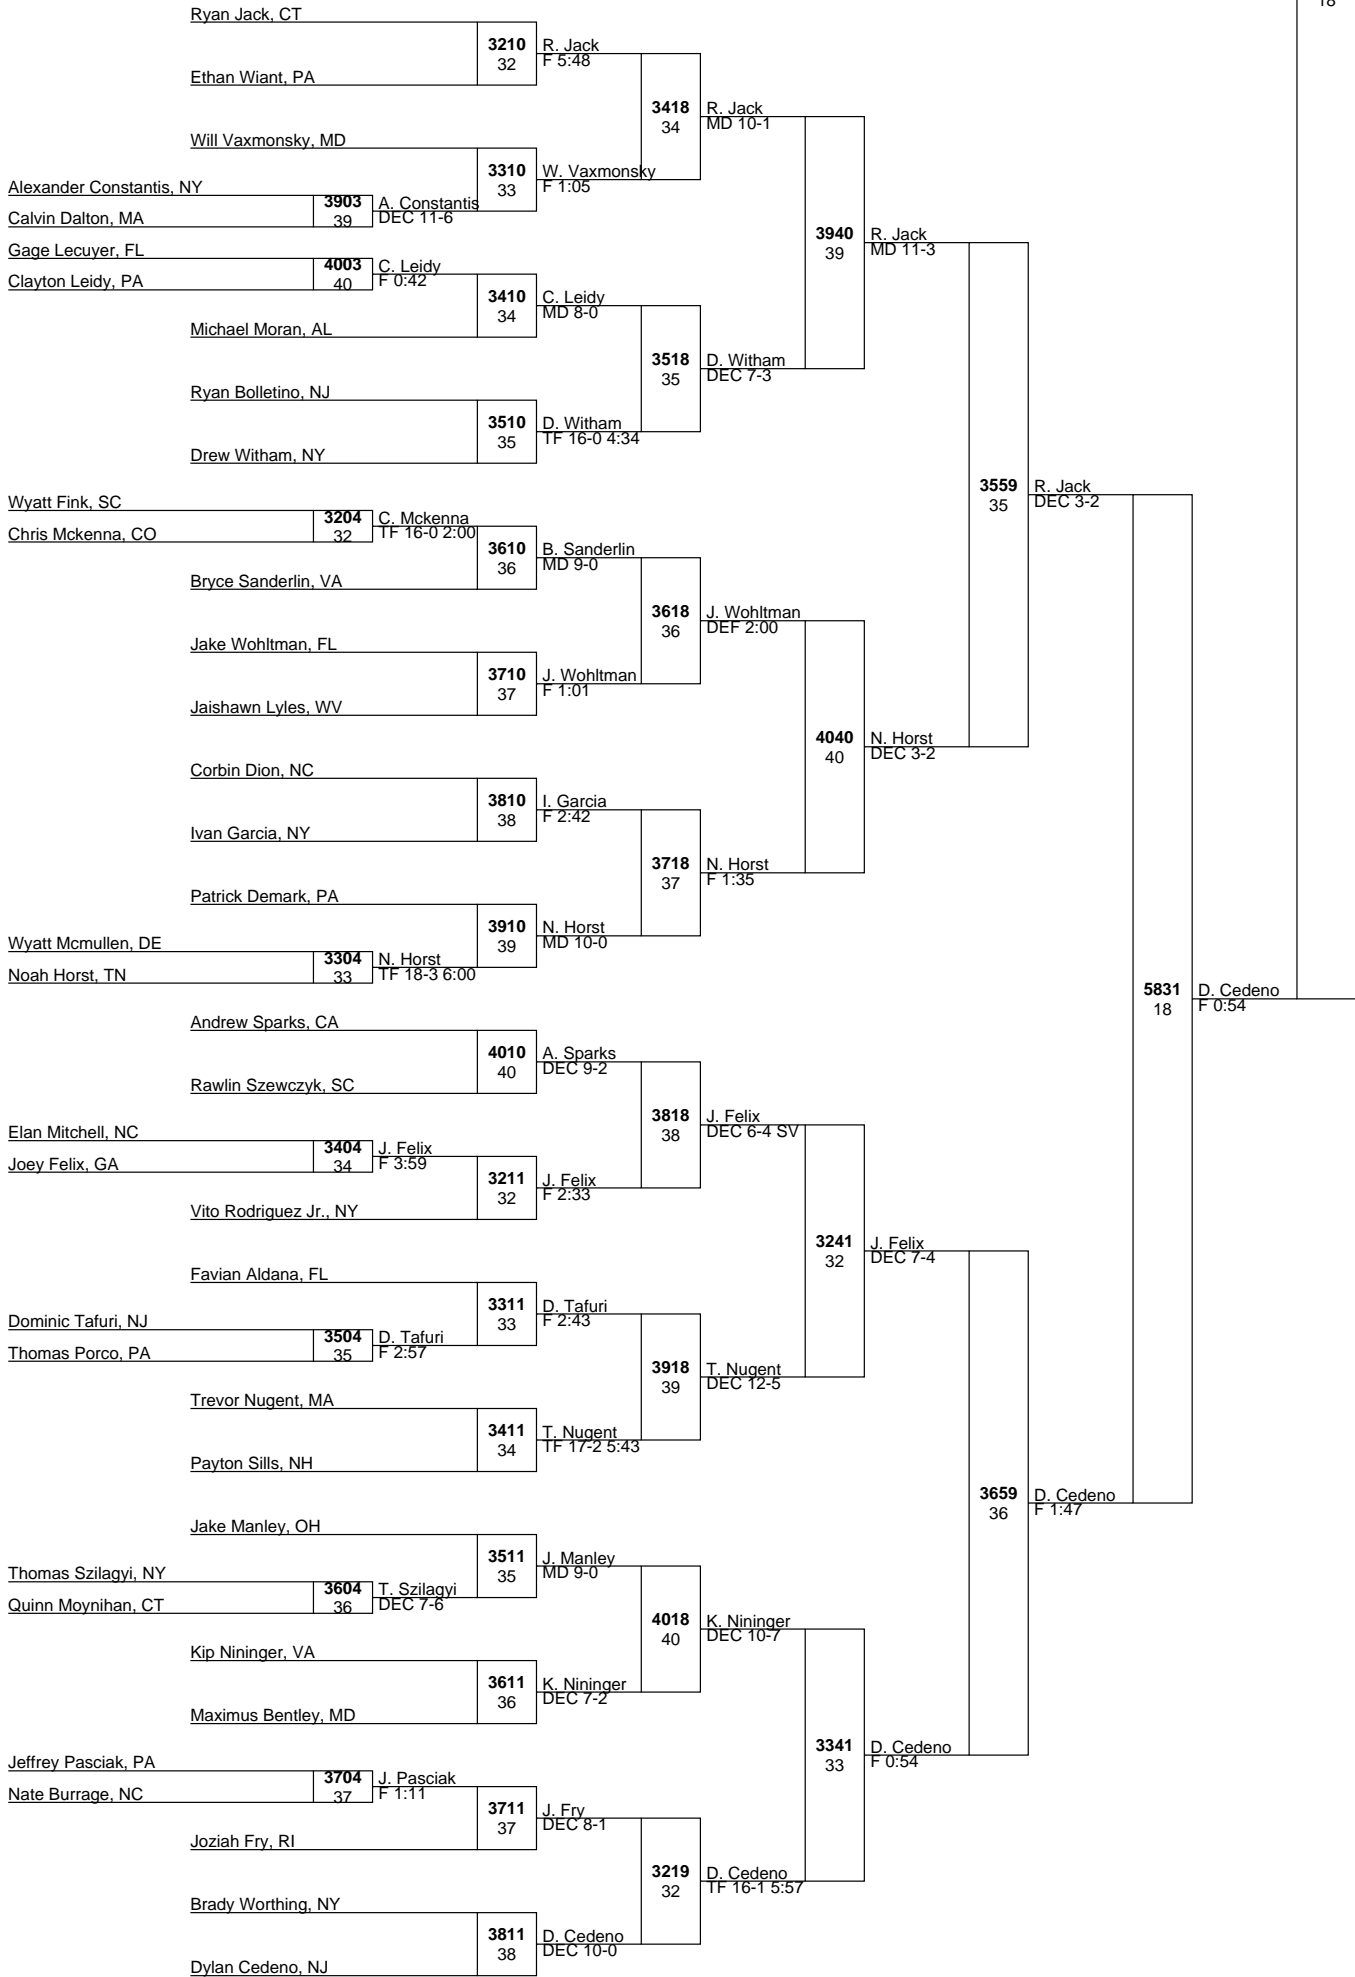 18
Ryan Jack, CT
3210
R. Jack
32
F 5:48
Ethan Wiant, PA
3418
R. Jack
34
MD 10-1
Will Vaxmonsky, MD
3310
W. Vaxmonsky
33
F 1:05
Alexander Constantis, NY
3903
A. Constantis
Calvin Dalton, MA
39
DEC 11-6
3940
R. Jack
39
MD 11-3
Gage Lecuyer, FL
4003
C. Leidy
Clayton Leidy, PA
40
F 0:42
3410
C. Leidy
34
MD 8-0
Michael Moran, AL
3518
D. Witham
35
DEC 7-3
Ryan Bolletino, NJ
3510
D. Witham
35
TF 16-0 4:34
Drew Witham, NY
3559
R. Jack
35
DEC 3-2
Wyatt Fink, SC
3204
C. Mckenna
Chris Mckenna, CO
32
TF 16-0 2:00
3610
B. Sanderlin
36
MD 9-0
Bryce Sanderlin, VA
3618
J. Wohltman
36
DEF 2:00
Jake Wohltman, FL
3710
J. Wohltman
37
F 1:01
Jaishawn Lyles, WV
4040
N. Horst
40
DEC 3-2
Corbin Dion, NC
3810
I. Garcia
38
F 2:42
Ivan Garcia, NY
3718
N. Horst
37
F 1:35
Patrick Demark, PA
3910
N. Horst
39
MD 10-0
Wyatt Mcmullen, DE
3304
N. Horst
Noah Horst, TN
33
TF 18-3 6:00
5831
D. Cedeno
18
F 0:54
Andrew Sparks, CA
4010
A. Sparks
40
DEC 9-2
Rawlin Szewczyk, SC
3818
J. Felix
38
DEC 6-4 SV
Elan Mitchell, NC
3404
J. Felix
Joey Felix, GA
34
F 3:59
3211
J. Felix
32
F 2:33
Vito Rodriguez Jr., NY
3241
J. Felix
32
DEC 7-4
Favian Aldana, FL
3311
D. Tafuri
33
F 2:43
Dominic Tafuri, NJ
3504
D. Tafuri
Thomas Porco, PA
35
F 2:57
3918
T. Nugent
39
DEC 12-5
Trevor Nugent, MA
3411
T. Nugent
34
TF 17-2 5:43
Payton Sills, NH
3659
D. Cedeno
36
F 1:47
Jake Manley, OH
3511
J. Manley
35
MD 9-0
Thomas Szilagyi, NY
3604
T. Szilagyi
Quinn Moynihan, CT
36
DEC 7-6
4018
K. Nininger
40
DEC 10-7
Kip Nininger, VA
3611
K. Nininger
36
DEC 7-2
Maximus Bentley, MD
3341
D. Cedeno
33
F 0:54
Jeffrey Pasciak, PA
3704
J. Pasciak
Nate Burrage, NC
37
F 1:11
3711
J. Fry
37
DEC 8-1
Joziah Fry, RI
3219
D. Cedeno
32
TF 16-1 5:57
Brady Worthing, NY
3811
D. Cedeno
38
DEC 10-0
Dylan Cedeno, NJ